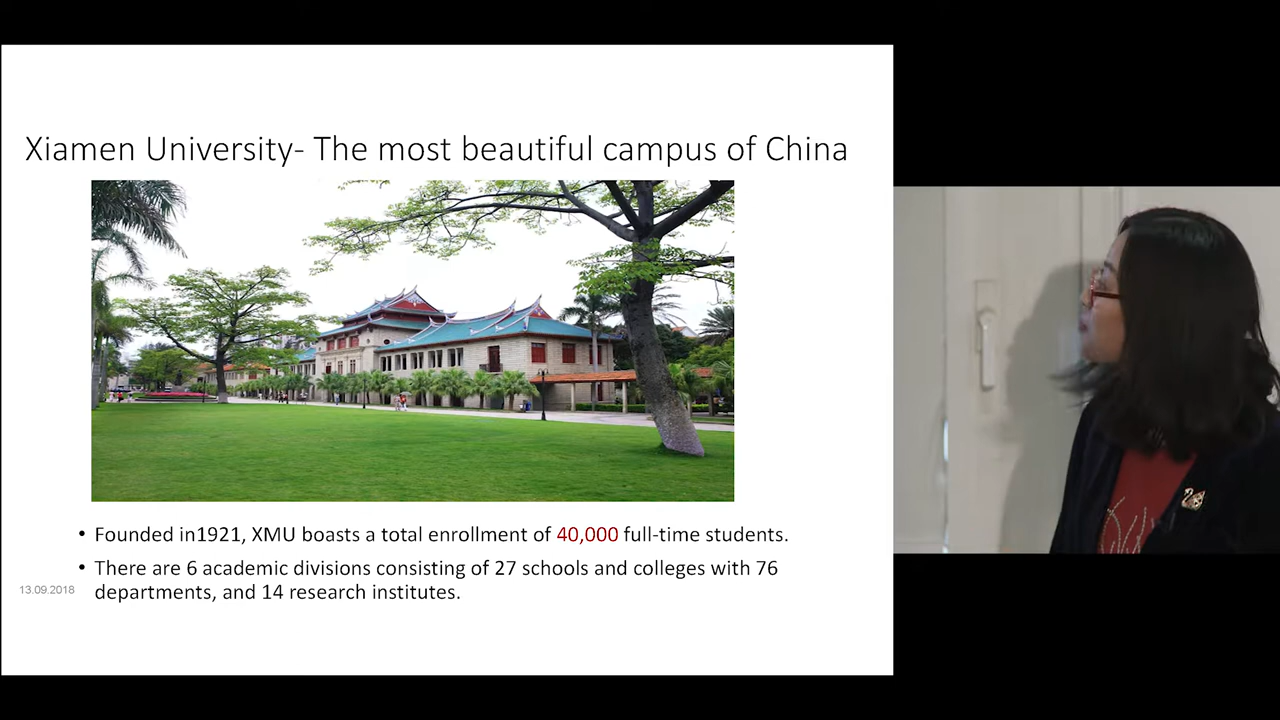 Xiamen University- The most beautiful campus of China
• Founded in1921, XMU boasts a total enrollment of 40,000 full-time students.
• There are 6 academic divisions consisting of 27 schools and colleges with 76
departments, and 14 research institutes.
13.09.2018